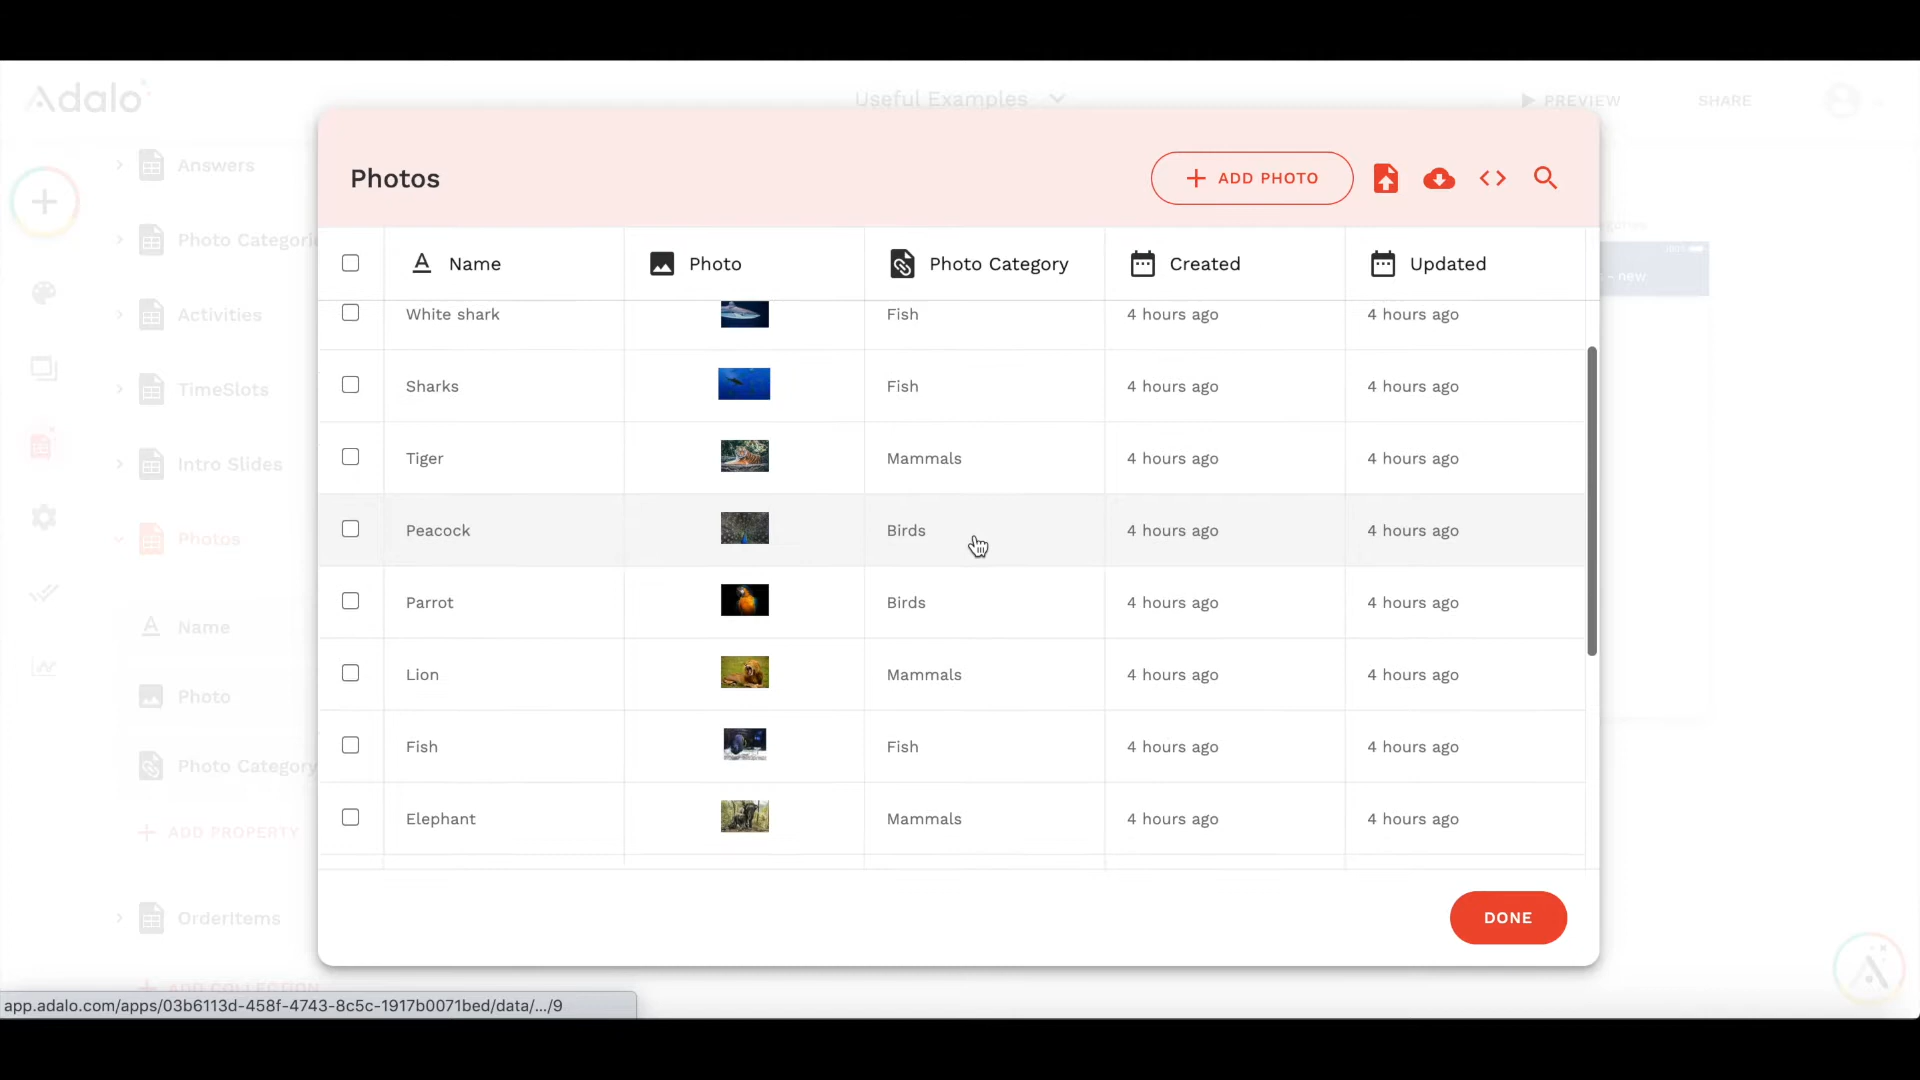 Adalo
Useful Examples
PREVIEW
SHARE
Answers
Photo Categori
Activities
TimeSlots
Intro Slides
Photos
Name
Photo
Photo Category
ADD PROPERTY
OrderItems
ADD COLLECTION
Photos
ADD PHOTO
Name Photo Photo Category Created Updated
White shark Fish 4 hours ago 4 hours ago
Sharks Fish 4 hours ago 4 hours ago
Tiger Mammals 4 hours ago 4 hours ago
Peacock Birds 4 hours ago 4 hours ago
Parrot Birds 4 hours ago 4 hours ago
Lion Mammals 4 hours ago 4 hours ago
Fish Fish 4 hours ago 4 hours ago
Elephant Mammals 4 hours ago 4 hours ago
DONE
- new
app.adalo.com/apps/03b6113d-458f-4743-8c5c-1917b0071bed/data/.../9